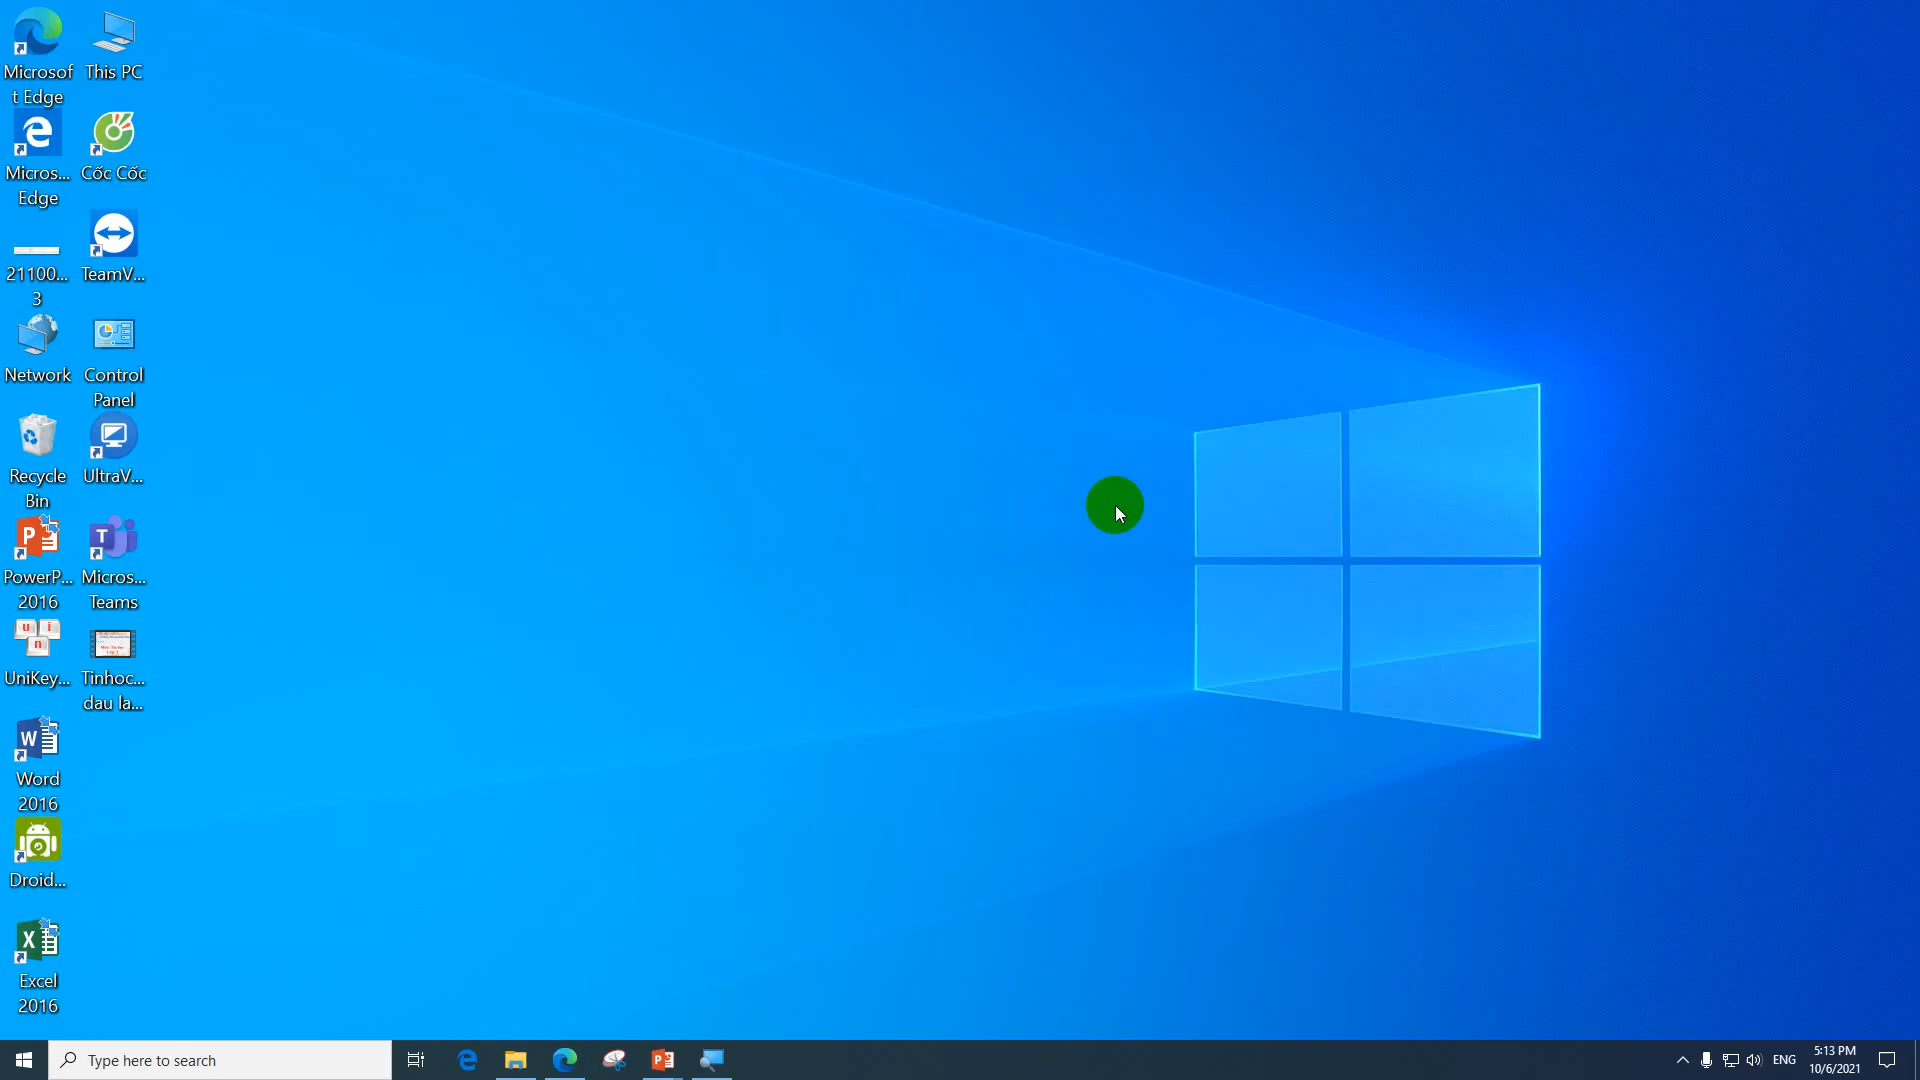 Microsof
t Edge
This PC
Micros...
Edge
Cốc Cốc
21100...
3
TeamV...
Network
Control
Panel
Recycle
Bin
UltraV...
PowerP...
2016
Micros...
Teams
UniKey...
Tinhoc...
dau la...
Word
2016
Droid...
Excel
2016
Type here to search
ENG
5:13 PM
10/6/2021